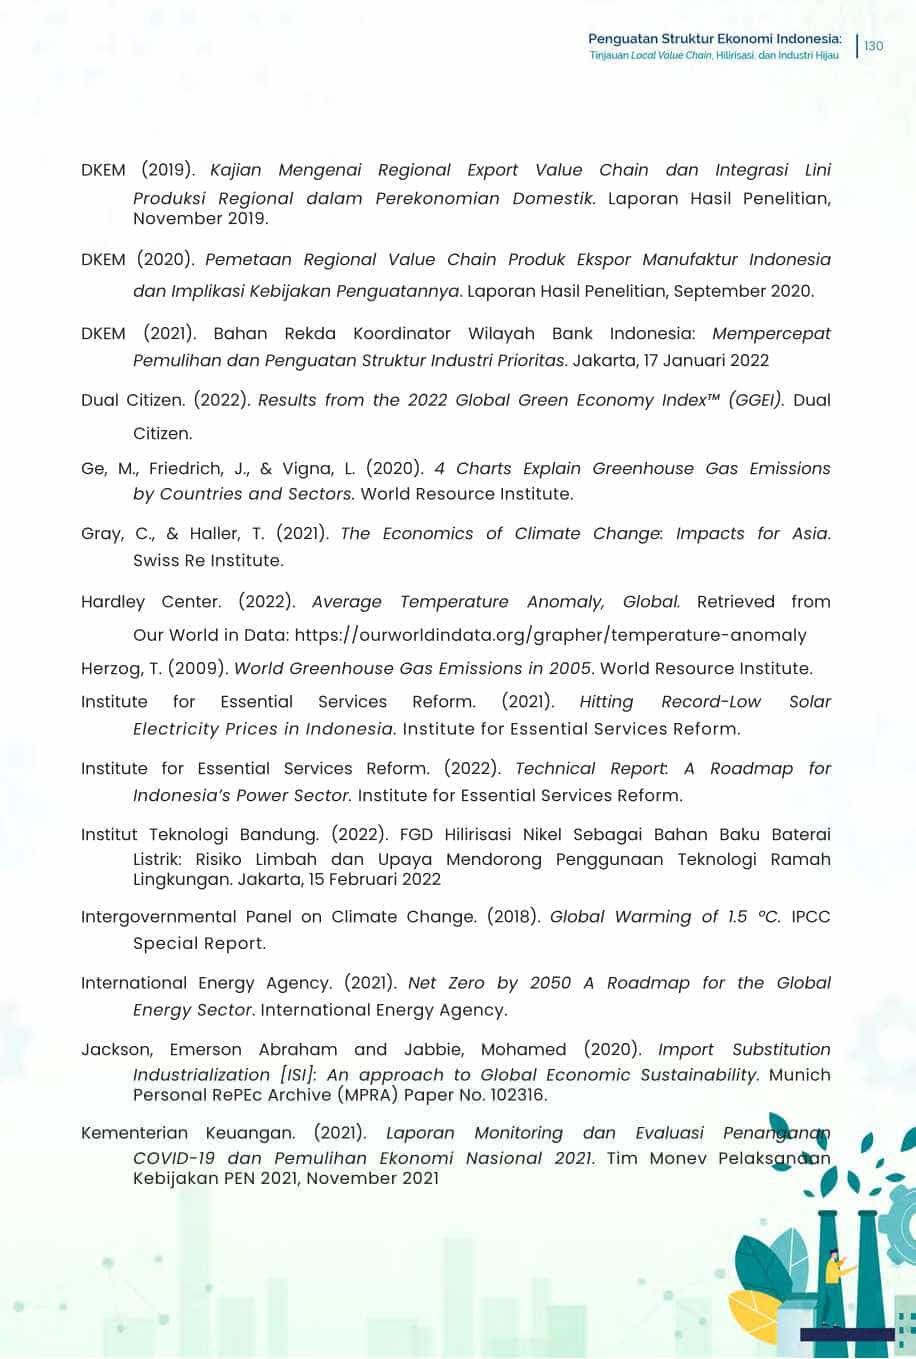 Penguatan Struktur Ekonomi Indonesia:
Tinjauan Local Value Chain, Hilirisasi, dan Industri Hijau
130
DKEM (2019). Kajian Mengenai Regional Export Value Chain dan Integrasi Lini
Produksi Regional dalam Perekonomian Domestik. Laporan Hasil Penelitian,
November 2019.
DKEM (2020). Pemetaan Regional Value Chain Produk Ekspor Manufaktur Indonesia
dan Implikasi Kebijakan Penguatannya. Laporan Hasil Penelitian, September 2020.
DKEM (2021). Bahan Rekda Koordinator Wilayah Bank Indonesia: Mempercepat
Pemulihan dan Penguatan Struktur Industri Prioritas. Jakarta, 17 Januari 2022
Dual Citizen. (2022). Results from the 2022 Global Green Economy Index™ (GGEI). Dual
Citizen.
Ge, M., Friedrich, J., & Vigna, L. (2020). 4 Charts Explain Greenhouse Gas Emissions
by Countries and Sectors. World Resource Institute.
Gray, C., & Haller, T. (2021). The Economics of Climate Change: Impacts for Asia.
Swiss Re Institute.
Hardley Center. (2022). Average Temperature Anomaly, Global. Retrieved from
Our World in Data: https://ourworldindata.org/grapher/temperature-anomaly
Herzog, T. (2009). World Greenhouse Gas Emissions in 2005. World Resource Institute.
Institute for Essential Services Reform. (2021). Hitting Record-Low Solar
Electricity Prices in Indonesia. Institute for Essential Services Reform.
Institute for Essential Services Reform. (2022). Technical Report: A Roadmap for
Indonesia's Power Sector. Institute for Essential Services Reform.
Institut Teknologi Bandung. (2022). FGD Hilirisasi Nikel Sebagai Bahan Baku Baterai
Listrik: Risiko Limbah dan Upaya Mendorong Penggunaan Teknologi Ramah
Lingkungan. Jakarta, 15 Februari 2022
Intergovernmental Panel on Climate Change. (2018). Global Warming of 1.5 °C. IPCC
Special Report.
International Energy Agency. (2021). Net Zero by 2050 A Roadmap for the Global
Energy Sector. International Energy Agency.
Jackson, Emerson Abraham and Jabbie, Mohamed (2020). Import Substitution
Industrialization [ISI]: An approach to Global Economic Sustainability. Munich
Personal RePEc Archive (MPRA) Paper No. 102316.
Kementerian Keuangan. (2021). Laporan Monitoring dan Evaluasi Penanganan
COVID-19 dan Pemulihan Ekonomi Nasional 2021. Tim Monev Pelaksanaan
Kebijakan PEN 2021, November 2021